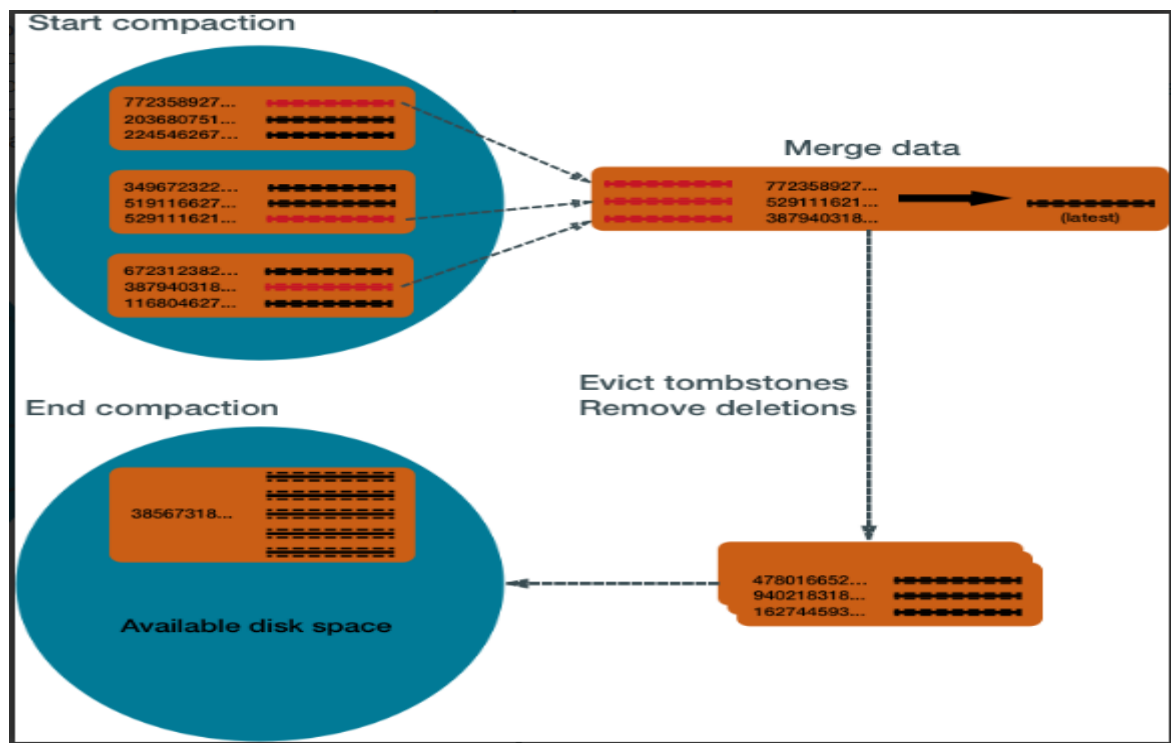 Start compaction
772358927...
203680751...
224546267...
349672322...
519116627...
529111621...
672312382...
387940318...
116804627...
Merge data
772358927...
529111621...
387940318...
(latest)
Evict tombstones
Remove deletions
478016652...
940218318...
162744593...
End compaction
38567318...
Available disk space